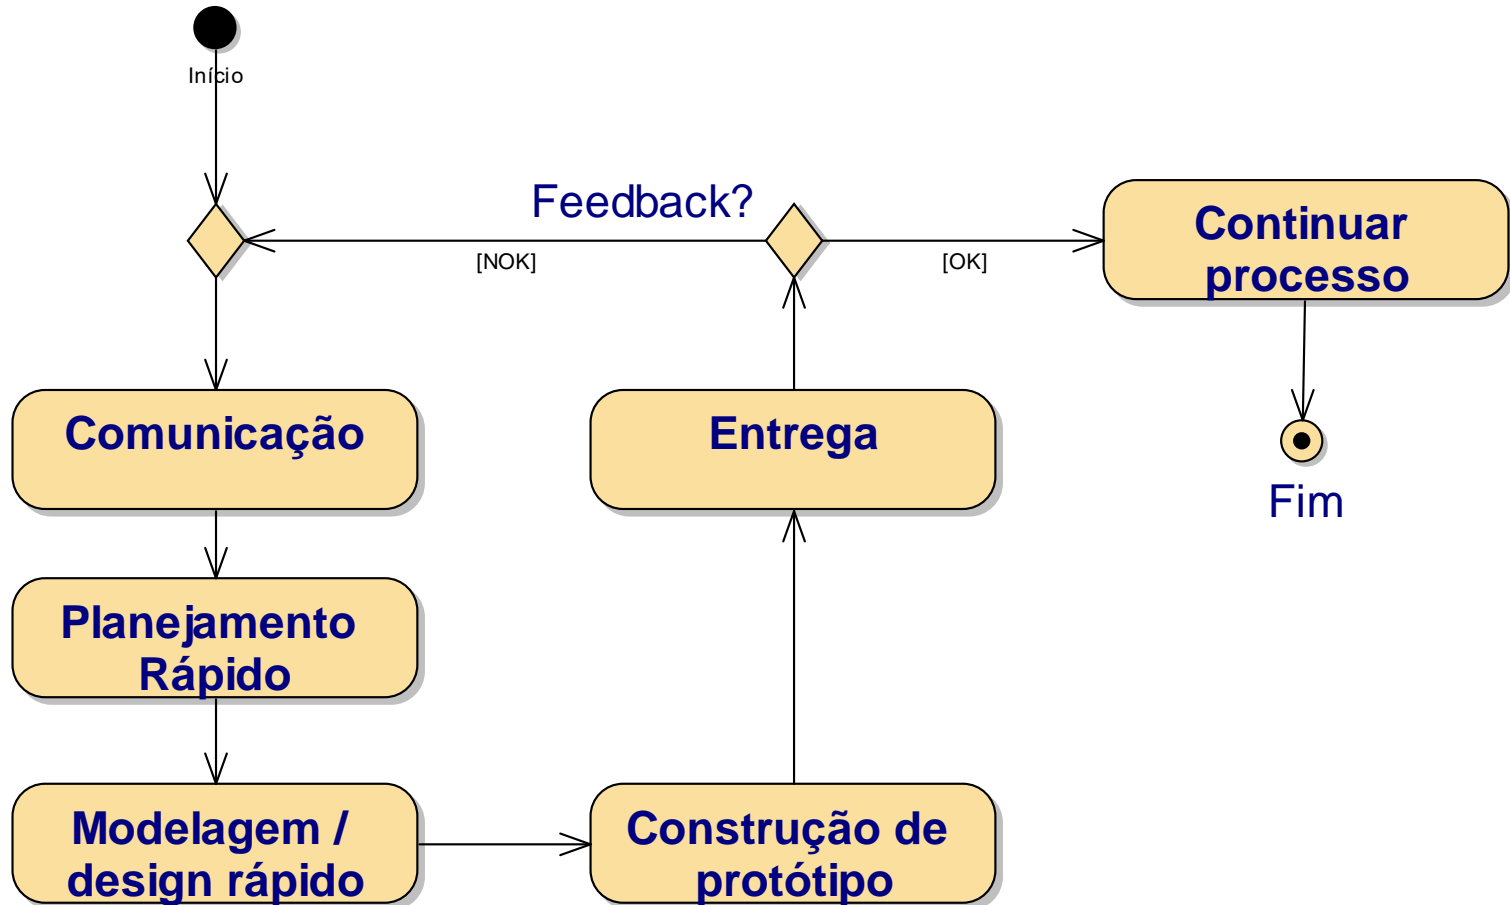 Início
Feedback?
[NOK]
[OK]
Continuar
processo
Comunicação
Entrega
Fim
Planejamento
Rápido
Modelagem /
design rápido
Construção de
protótipo